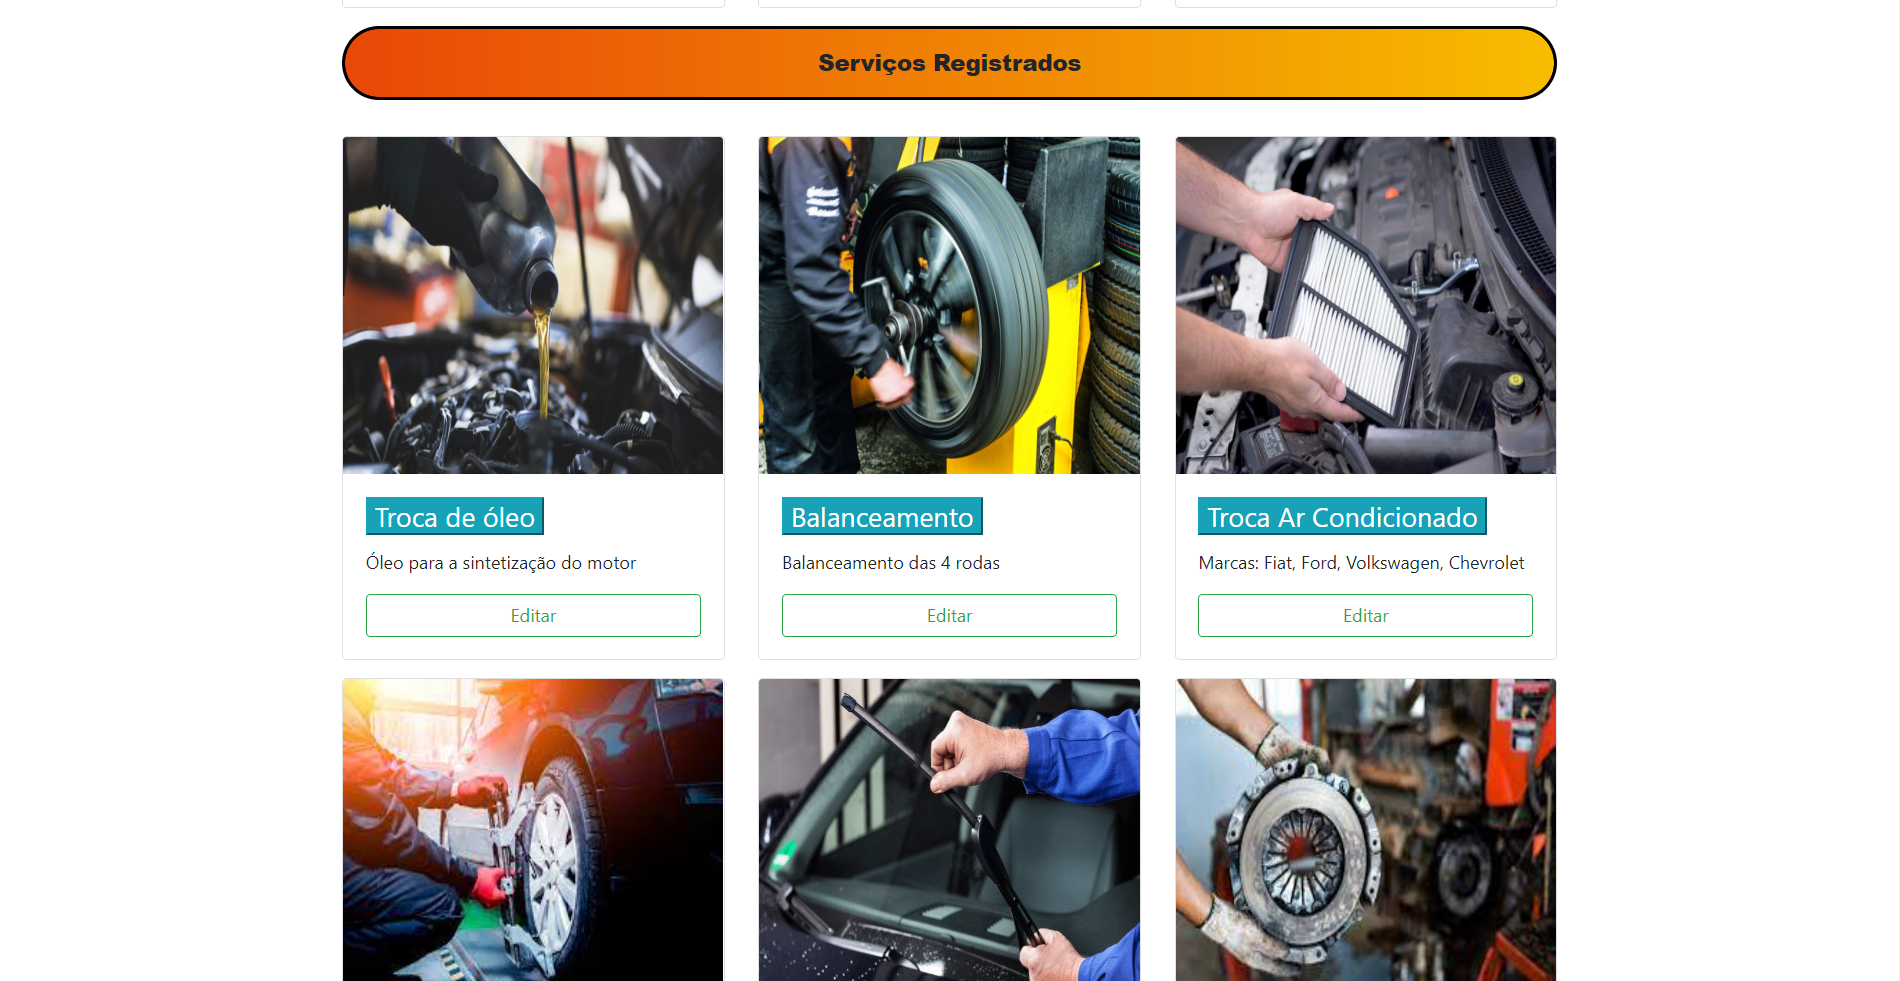 Serviços Registrados
Troca de óleo
Balanceamento
Troca Ar Condicionado
Óleo para a sintetização do motor
Balanceamento das 4 rodas
Marcas: Fiat, Ford, Volkswagen, Chevrolet
Editar
Editar
Editar